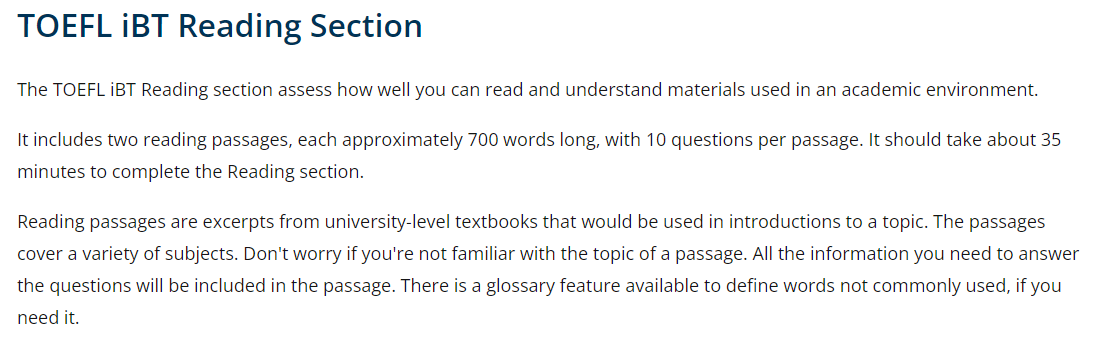 TOEFL iBT Reading Section
The TOEFL iBT Reading section assess how well you can read and understand materials used in an academic environment.
It includes two reading passages, each approximately 700 words long, with 10 questions per passage. It should take about 35
minutes to complete the Reading section.
Reading passages are excerpts from university-level textbooks that would be used in introductions to a topic. The passages
cover a variety of subjects. Don't worry if you're not familiar with the topic of a passage. All the information you need to answer
the questions will be included in the passage. There is a glossary feature available to define words not commonly used, if you
need it.